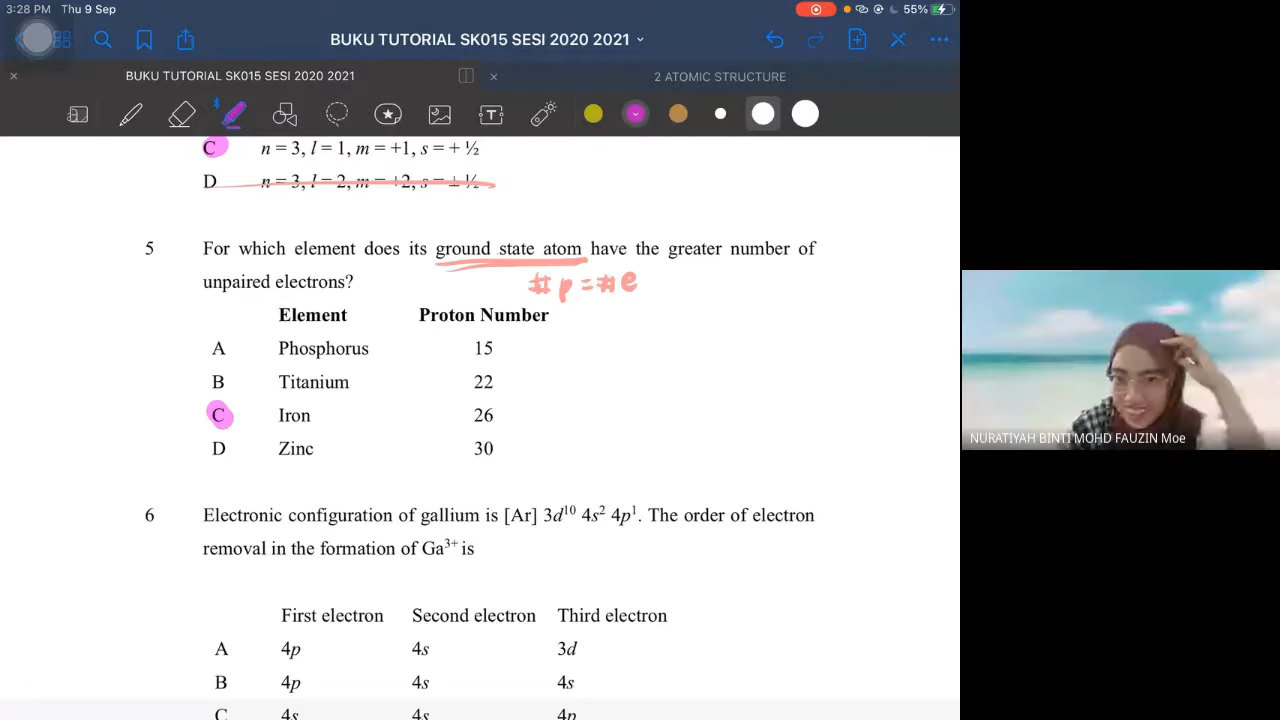 3:28 PM Thu 9 Sep
55%
BUKU TUTORIAL SK015 SESI 2020 2021
BUKU TUTORIAL SK015 SESI 2020 2021
2 ATOMIC STRUCTURE
C n = 3, l = 1, m = +1, s = + ½
D n = 3, l = 2, m = +2, s = ± ½
5 For which element does its ground state atom have the greater number of
unpaired electrons?
# p = # e
Element Proton Number
A Phosphorus 15
B Titanium 22
C Iron 26
D Zinc 30
NURATIYAH BINTI MOHD FAUZIN Moe
6 Electronic configuration of gallium is [Ar] 3d¹⁰ 4s² 4p¹. The order of electron
removal in the formation of Ga³⁺ is
First electron Second electron Third electron
A 4p 4s 3d
B 4p 4s 4s
C 4s 4s 4p